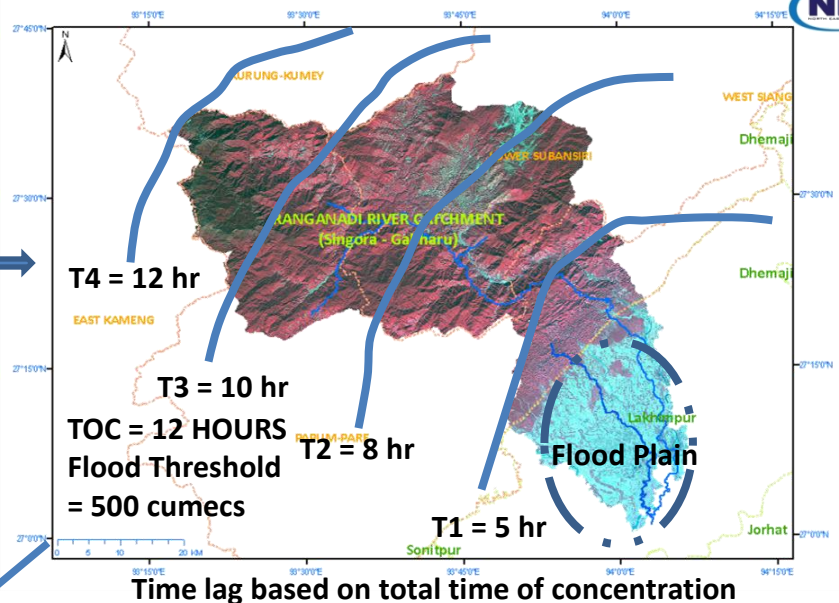 93°15'0"E 93°30'0"E 93°45'0"E 94°0'0"E 94°15'0"E
27°45'0"N
N
KURUNG-KUMEY
WEST SIANG
Dhemaji
LOWER SUBANSIRI
27°30'0"N 27°30'0"N
RANGANADI RIVER CATCHMENT
(Singora - Gabharu)
T4 = 12 hr
Dhemaji
EAST KAMENG
27°15'0"N 27°15'0"N
T3 = 10 hr
TOC = 12 HOURS
PAPUM-PARE
T2 = 8 hr
Lakhimpur
Flood Threshold
Flood Plain
= 500 cumecs
T1 = 5 hr
Jorhat
27°0'0"N 27°0'0"N
0 5 10 20 KM
Sonitpur
93°15'0"E 93°30'0"E 93°45'0"E 94°0'0"E 94°15'0"E
Time lag based on total time of concentration